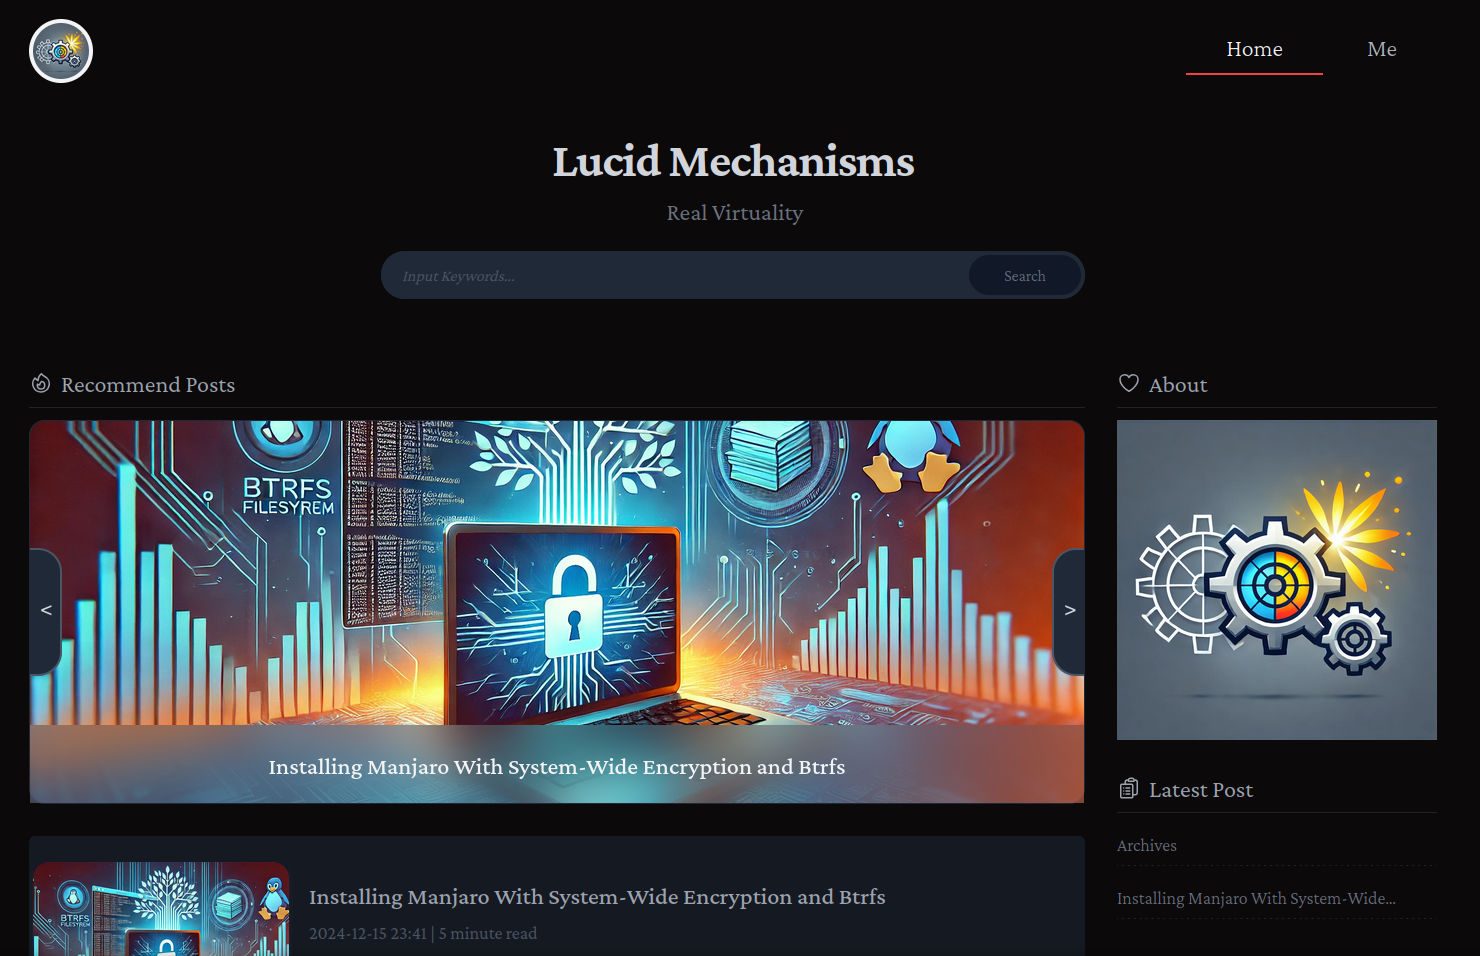 Home
Me
Lucid Mechanisms
Real Virtuality
Input Keywords...
Search
Recommend Posts
About
BTRFS
FILESYREM
<
>
Installing Manjaro With System-Wide Encryption and Btrfs
Latest Post
Archives
Installing Manjaro With System-Wide...
BTRFS
FILESYREM
Installing Manjaro With System-Wide Encryption and Btrfs
2024-12-15 23:41 | 5 minute read